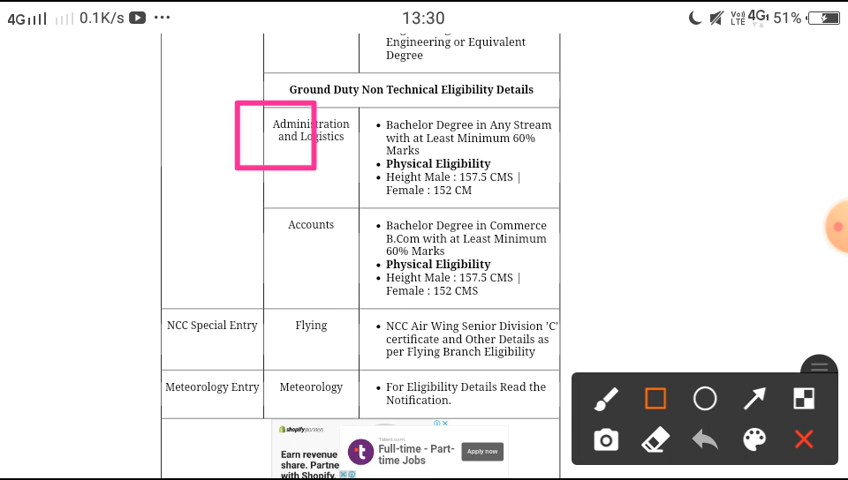 4G 0.1K/s ••• 13:30 Vo)) LTE 4G 51%
Engineering or Equivalent
Degree
Ground Duty Non Technical Eligibility Details
Administration
and Logistics
• Bachelor Degree in Any Stream
with at Least Minimum 60%
Marks
• Physical Eligibility
• Height Male : 157.5 CMS |
Female : 152 CM
Accounts
• Bachelor Degree in Commerce
B.Com with at Least Minimum
60% Marks
• Physical Eligibility
• Height Male : 157.5 CMS |
Female : 152 CMS
NCC Special Entry
Flying
• NCC Air Wing Senior Division 'C'
certificate and Other Details as
per Flying Branch Eligibility
Meteorology Entry
Meteorology
• For Eligibility Details Read the
Notification.
shopify
Earn revenue
share. Partne
with Shopify.
t
Full-time - Part-
time Jobs
Apply now